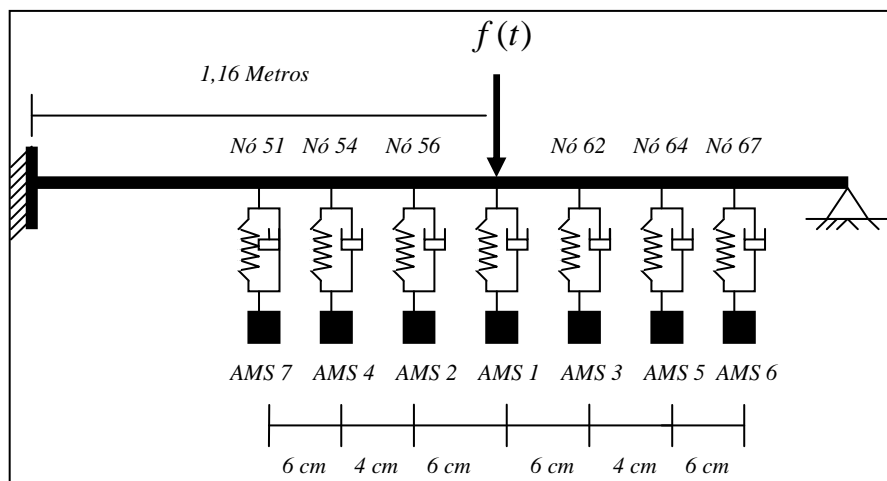 f(t)
1,16 Metros
Nó 51 Nó 54 Nó 56 Nó 62 Nó 64 Nó 67
AMS 7 AMS 4 AMS 2 AMS 1 AMS 3 AMS 5 AMS 6
6 cm 4 cm 6 cm 6 cm 4 cm 6 cm